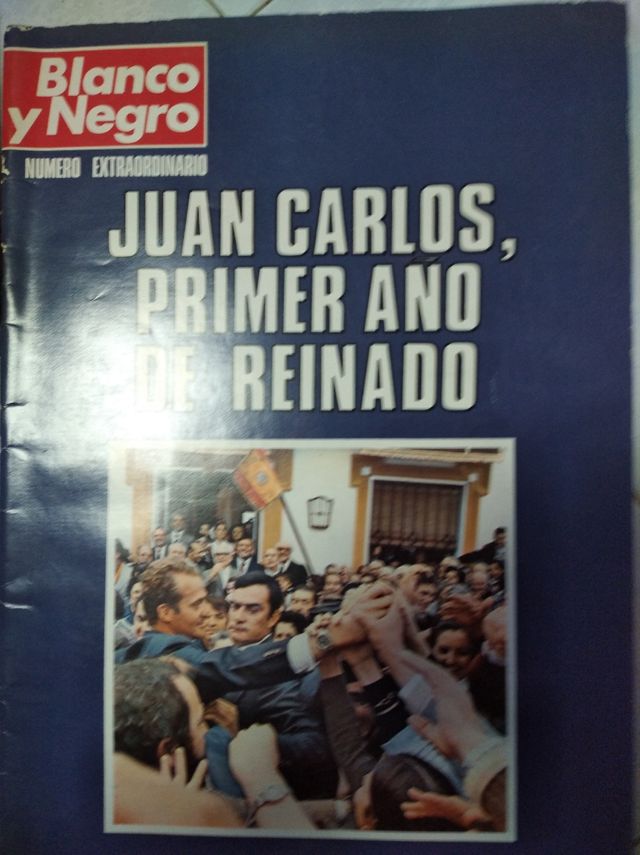 Blanco
y Negro
NUMERO EXTRAORDINARIO
JUAN CARLOS,
PRIMER AÑO
DE REINADO